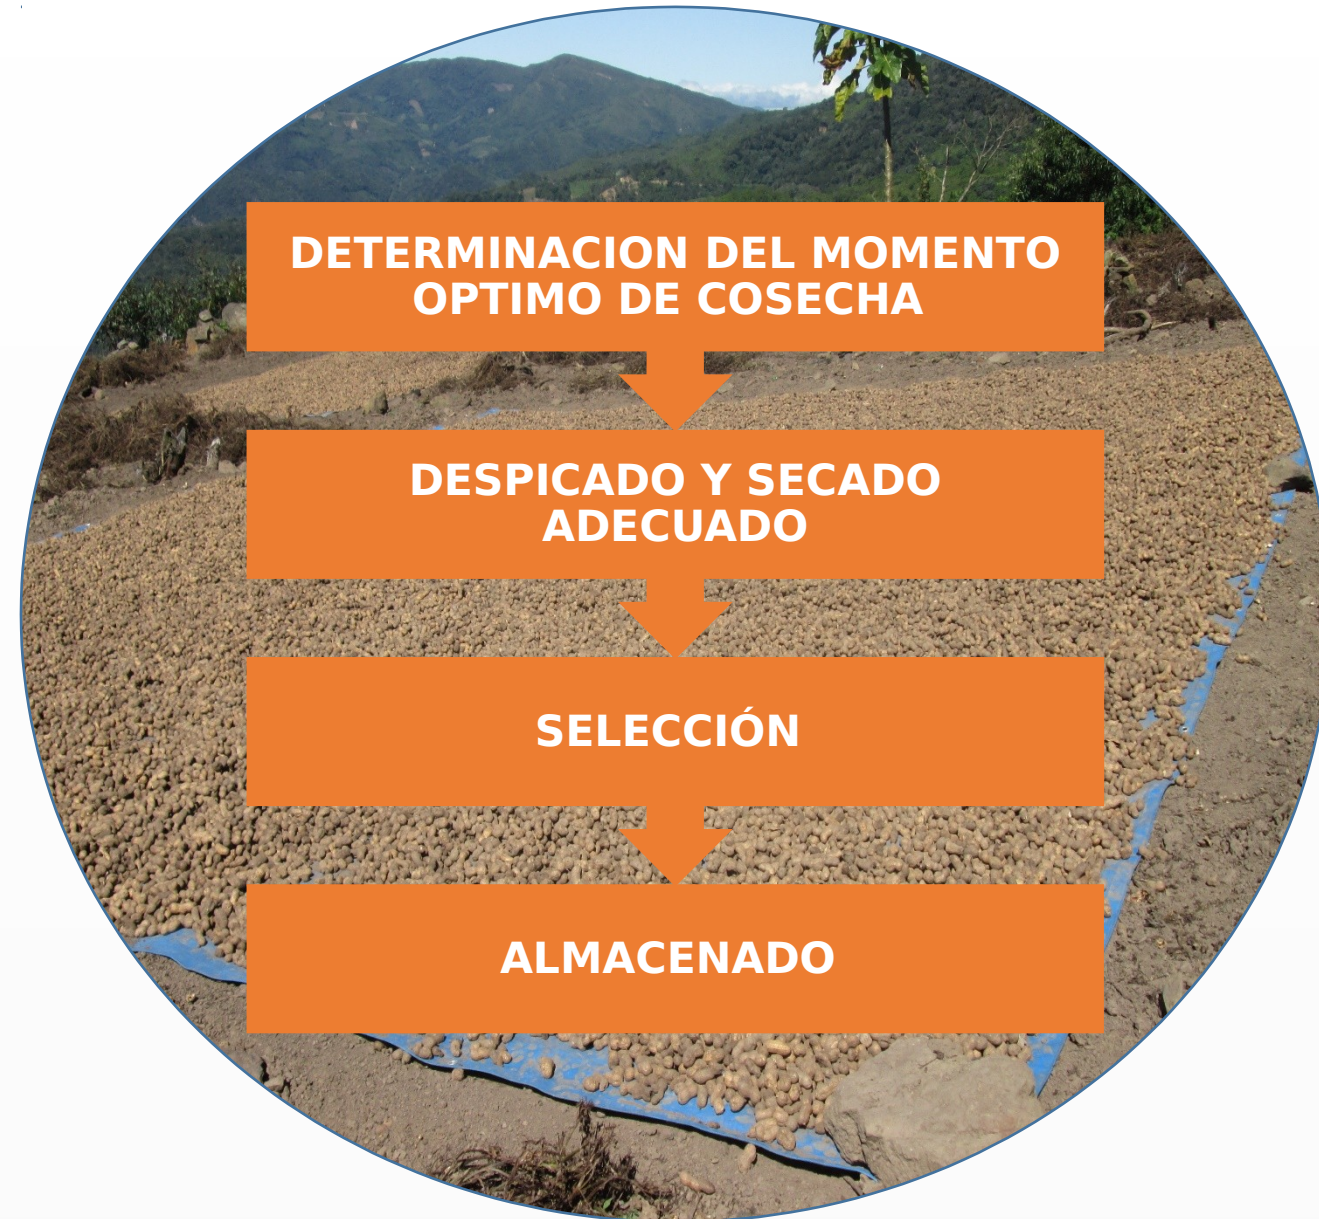 DETERMINACION DEL MOMENTO
OPTIMO DE COSECHA
DESPICADO Y SECADO
ADECUADO
SELECCIÓN
ALMACENADO